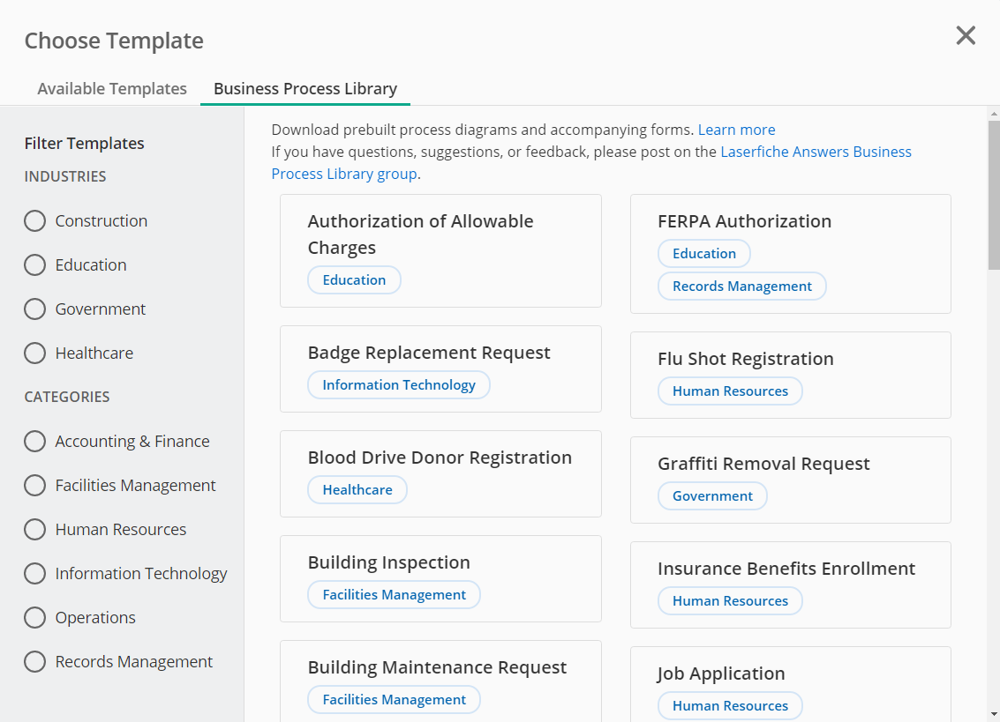 Choose Template
Available Templates
Business Process Library
Filter Templates
INDUSTRIES
Construction
Education
Government
Healthcare
CATEGORIES
Accounting & Finance
Facilities Management
Human Resources
Information Technology
Operations
Records Management
Download prebuilt process diagrams and accompanying forms. Learn more
If you have questions, suggestions, or feedback, please post on the Laserfiche Answers Business
Process Library group.
Authorization of Allowable
Charges
Education
Badge Replacement Request
Information Technology
Blood Drive Donor Registration
Healthcare
Building Inspection
Facilities Management
Building Maintenance Request
Facilities Management
FERPA Authorization
Education
Records Management
Flu Shot Registration
Human Resources
Graffiti Removal Request
Government
Insurance Benefits Enrollment
Human Resources
Job Application
Human Resources